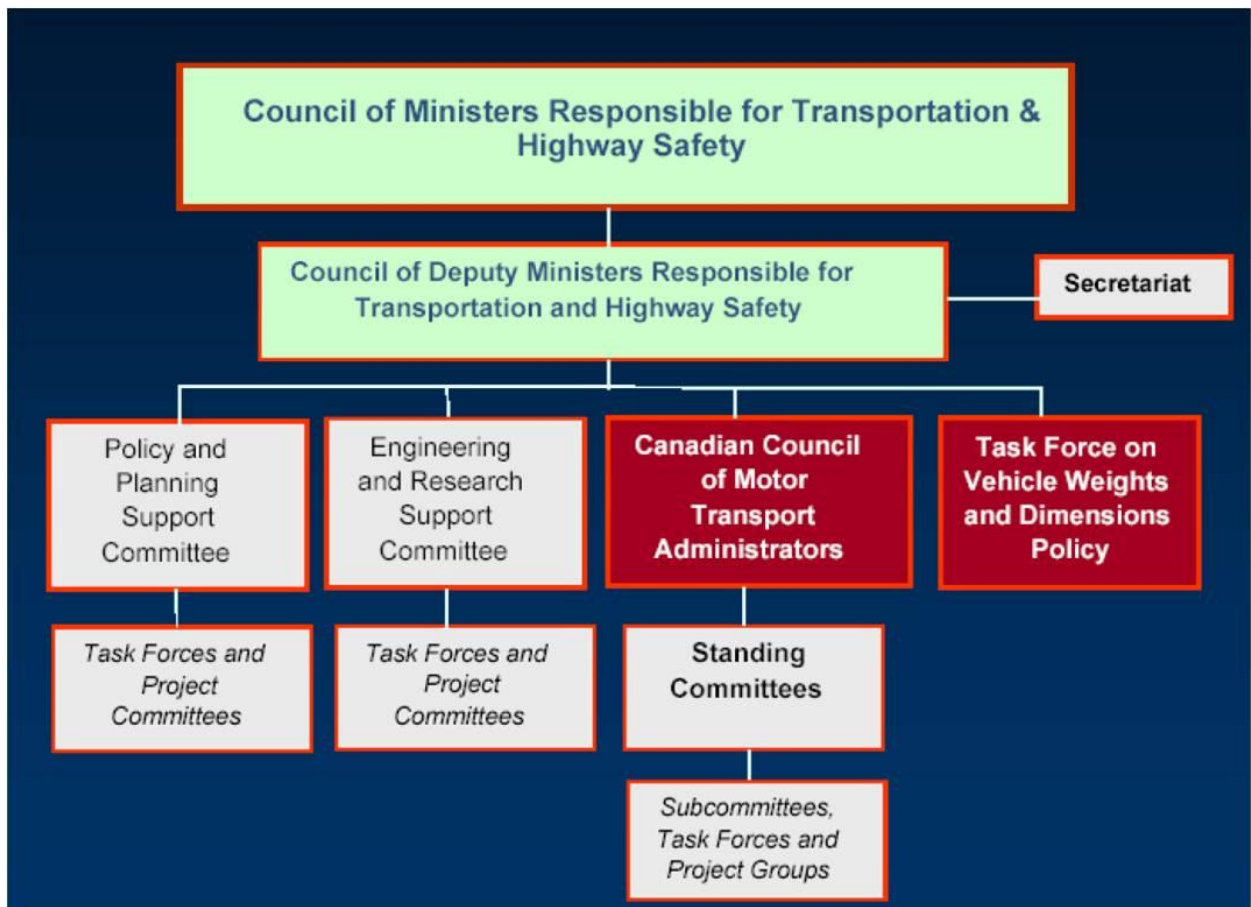 Council of Ministers Responsible for Transportation &
Highway Safety
Council of Deputy Ministers Responsible for
Transportation and Highway Safety
Secretariat
Policy and
Planning
Support
Committee
Engineering
and Research
Support
Committee
Canadian Council
of Motor
Transport
Administrators
Task Force on
Vehicle Weights
and Dimensions
Policy
Task Forces and
Project
Committees
Task Forces and
Project
Committees
Standing
Committees
Subcommittees,
Task Forces and
Project Groups